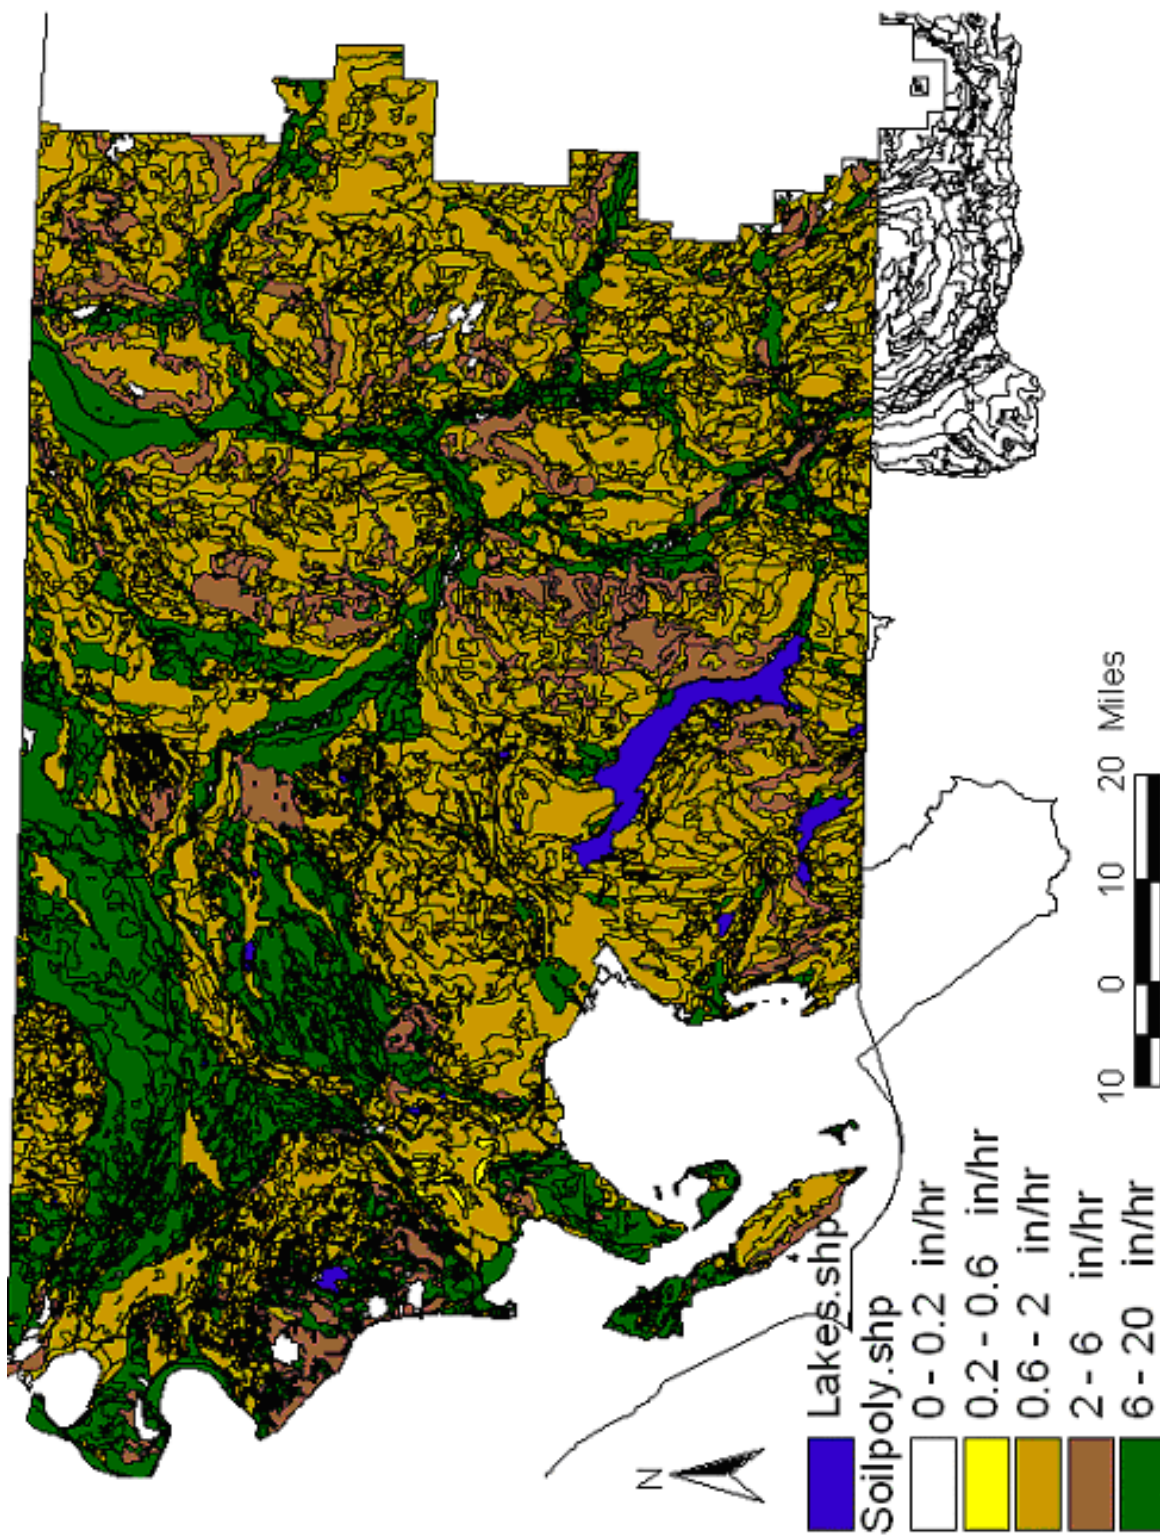 N
Lakes.shp
Soilpoly.shp
0 - 0.2 in/hr
0.2 - 0.6 in/hr
0.6 - 2 in/hr
2 - 6 in/hr
6 - 20 in/hr
10 0 10 20 Miles